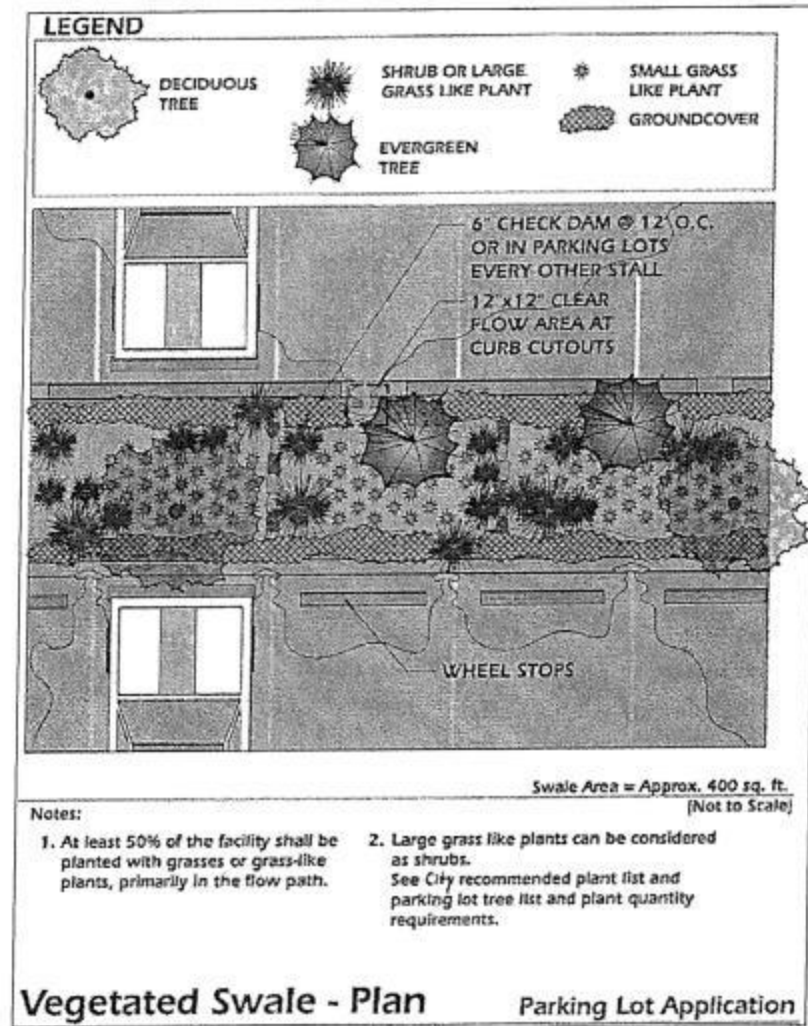 LEGEND
DECIDUOUS
TREE
SHRUB OR LARGE
GRASS LIKE PLANT
EVERGREEN
TREE
SMALL GRASS
LIKE PLANT
GROUNDCOVER
6" CHECK DAM @ 12' O.C.
OR IN PARKING LOTS
EVERY OTHER STALL
12"x12" CLEAR
FLOW AREA AT
CURB CUTOUTS
WHEEL STOPS
Swale Area = Approx. 400 sq. ft.
(Not to Scale)
Notes:
1. At least 50% of the facility shall be
planted with grasses or grass-like
plants, primarily in the flow path.
2. Large grass like plants can be considered
as shrubs.
See City recommended plant list and
parking lot tree list and plant quantity
requirements.
Vegetated Swale - Plan
Parking Lot Application